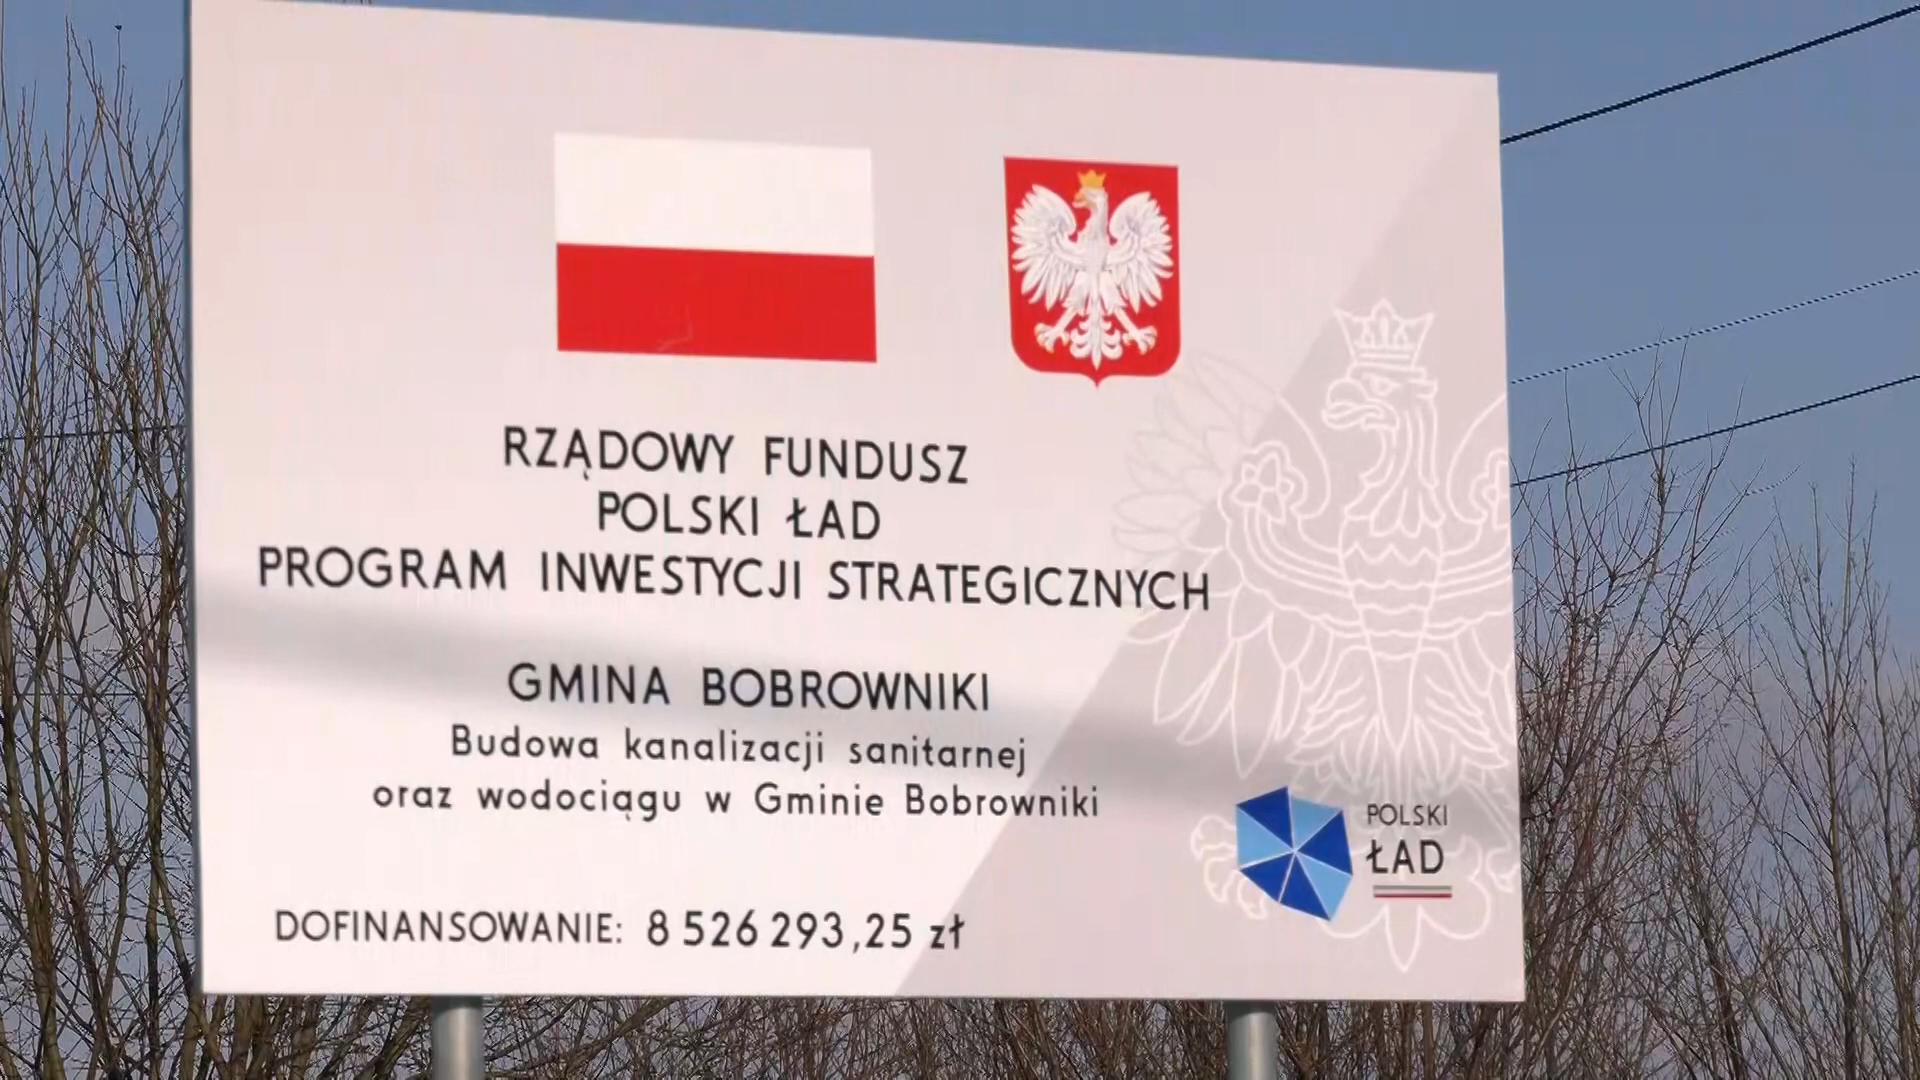 RZĄDOWY FUNDUSZ
POLSKI ŁAD
PROGRAM INWESTYCJI STRATEGICZNYCH
GMINA BOBROWNIKI
Budowa kanalizacji sanitarnej
oraz wodociągu w Gminie Bobrowniki
POLSKI
ŁAD
DOFINANSOWANIE: 8 526 293,25 zł